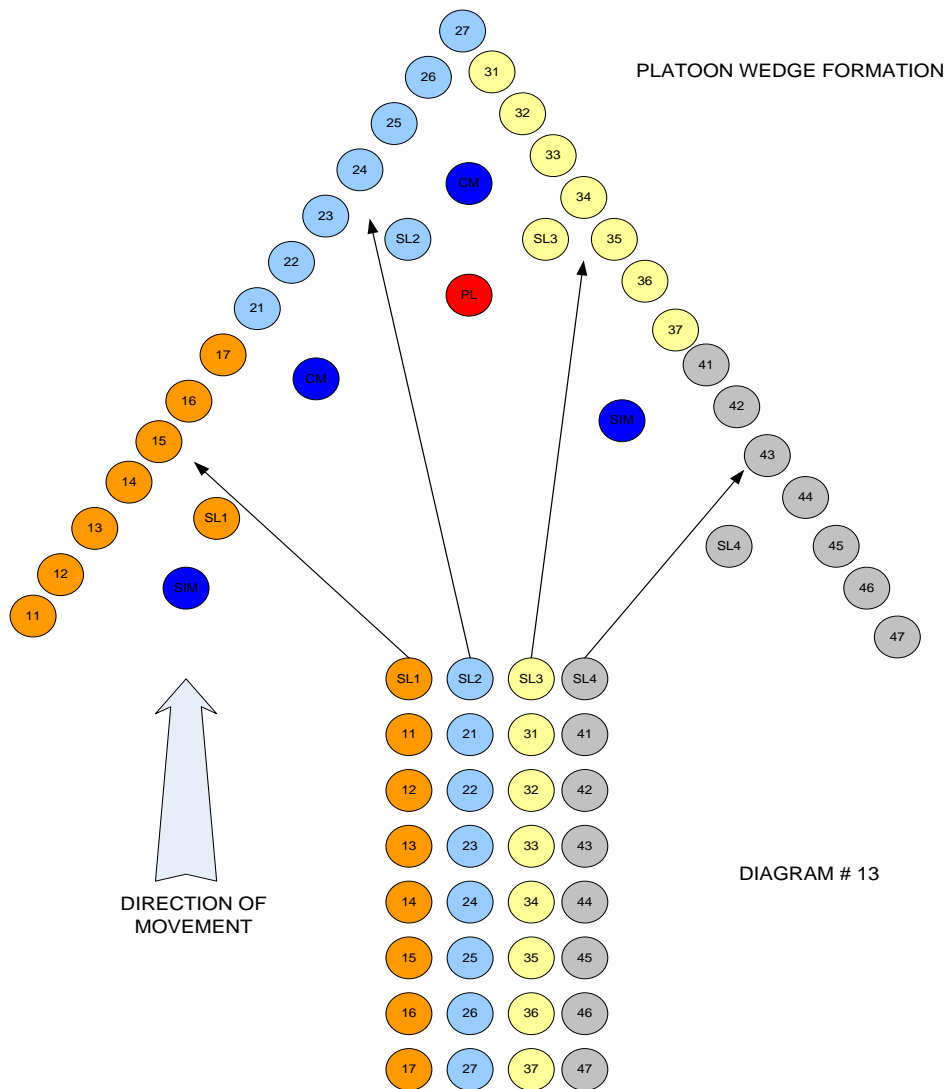 27
26
31
PLATOON WEDGE FORMATION
25
32
24
33
CM
34
23
SL2
SL3
35
22
PL
36
21
37
17
41
CM
16
42
SIM
15
43
14
44
SL1
13
45
SL4
12
SIM
46
11
47
SL1 SL2 SL3 SL4
11 21 31 41
12 22 32 42
13 23 33 43
DIRECTION OF
MOVEMENT
14 24 34 44
DIAGRAM # 13
15 25 35 45
16 26 36 46
17 27 37 47